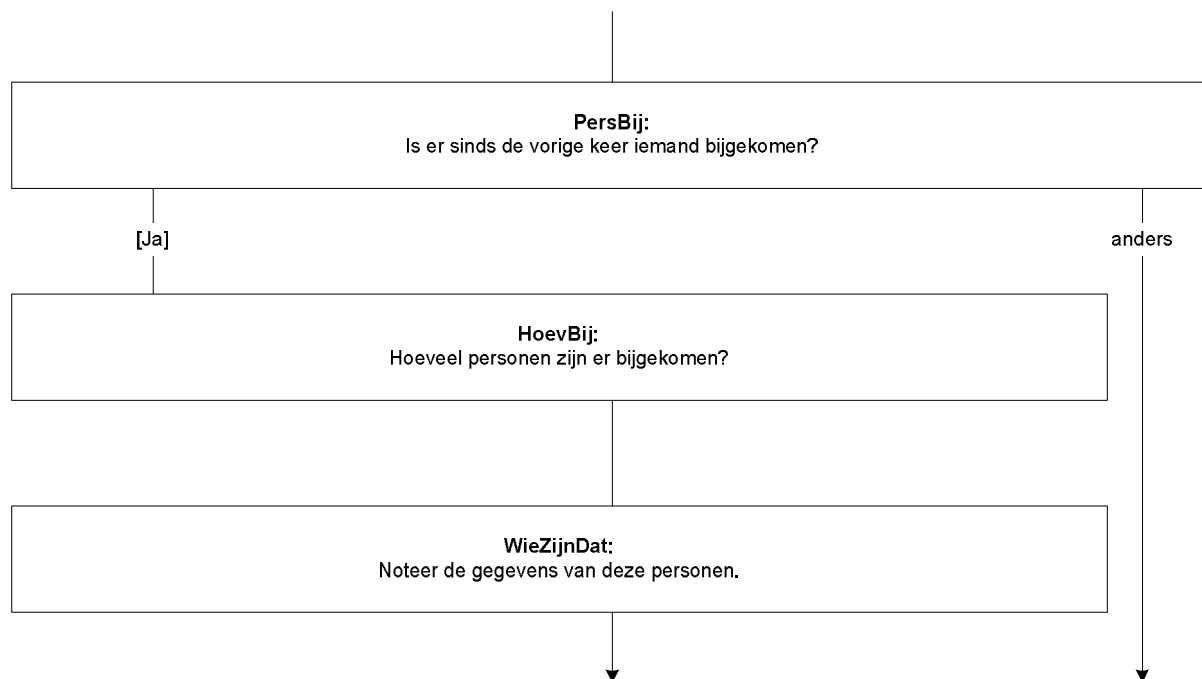 PersBij:
Is er sinds de vorige keer iemand bijgekomen?
[Ja]
anders
HoevBij:
Hoeveel personen zijn er bijgekomen?
WieZijnDat:
Noteer de gegevens van deze personen.